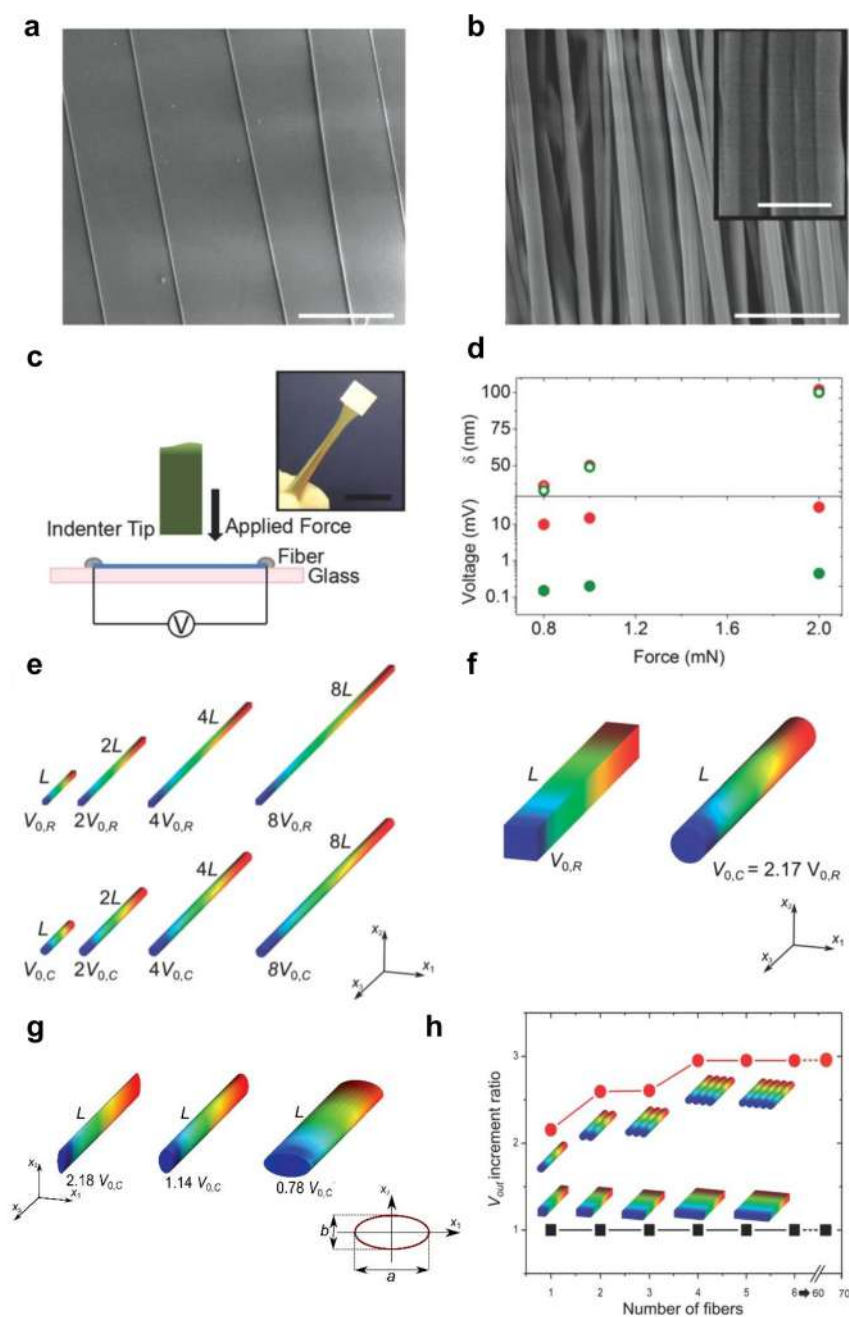 a
b
c
Indenter Tip
Applied Force
Fiber
Glass
V
d
100
75
50
δ (nm)
10
1
0.1
Voltage (mV)
0.8 1.2 1.6 2.0
Force (mN)
e
L 2L 4L 8L
V0,R 2V0,R 4V0,R 8V0,R
L 2L 4L 8L
V0,C 2V0,C 4V0,C 8V0,C
x2
x1
x3
f
L L
V0,R
V0,C = 2.17 V0,R
x2
x1
x3
g
L L L
2.18 V0,C
1.14 V0,C
0.78 V0,C
x2
x1
x3
x2
x1
b
a
h
3
2
1
Vout increment ratio
1 2 3 4 5 6 60 70
Number of fibers